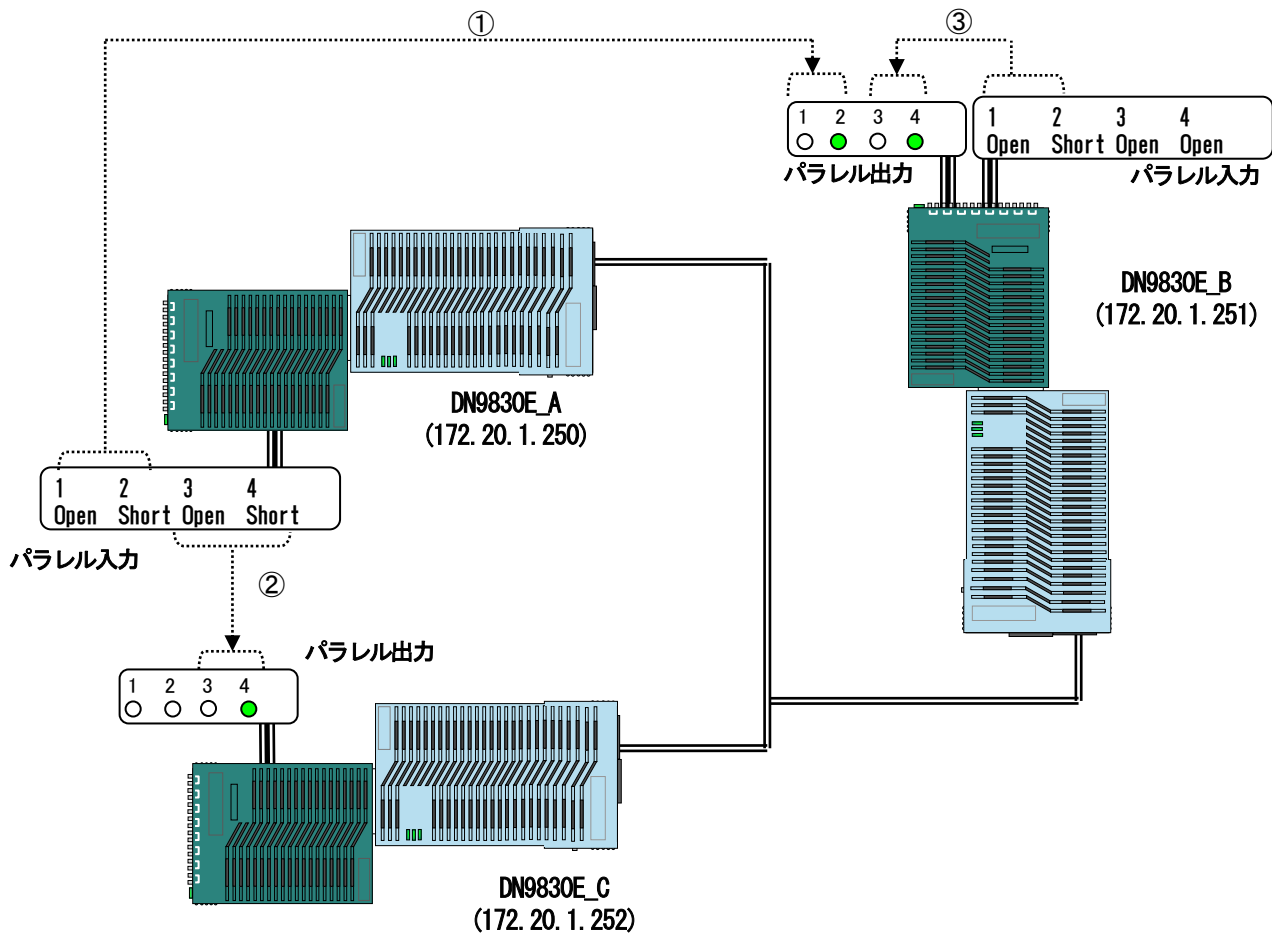 ① ③
1 2 3 4
1 2 3 4
Open Short Open Open
パラレル出力
パラレル入力
DN9830E_B
(172.20.1.251)
DN9830E_A
(172.20.1.250)
1 2 3 4
Open Short Open Short
パラレル入力
②
パラレル出力
1 2 3 4
DN9830E_C
(172.20.1.252)